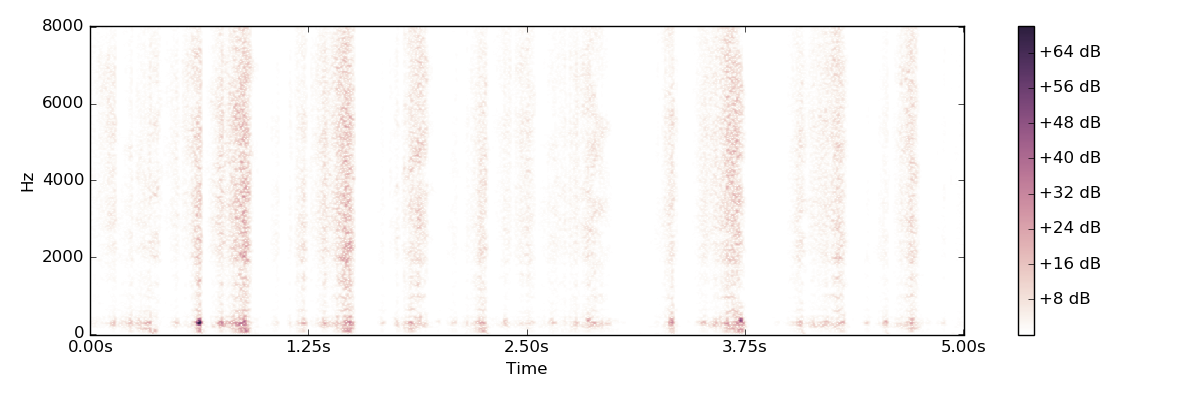 8000
6000
4000
2000
0
Hz
0.00s 1.25s 2.50s 3.75s 5.00s
Time
+64 dB
+56 dB
+48 dB
+40 dB
+32 dB
+24 dB
+16 dB
+8 dB